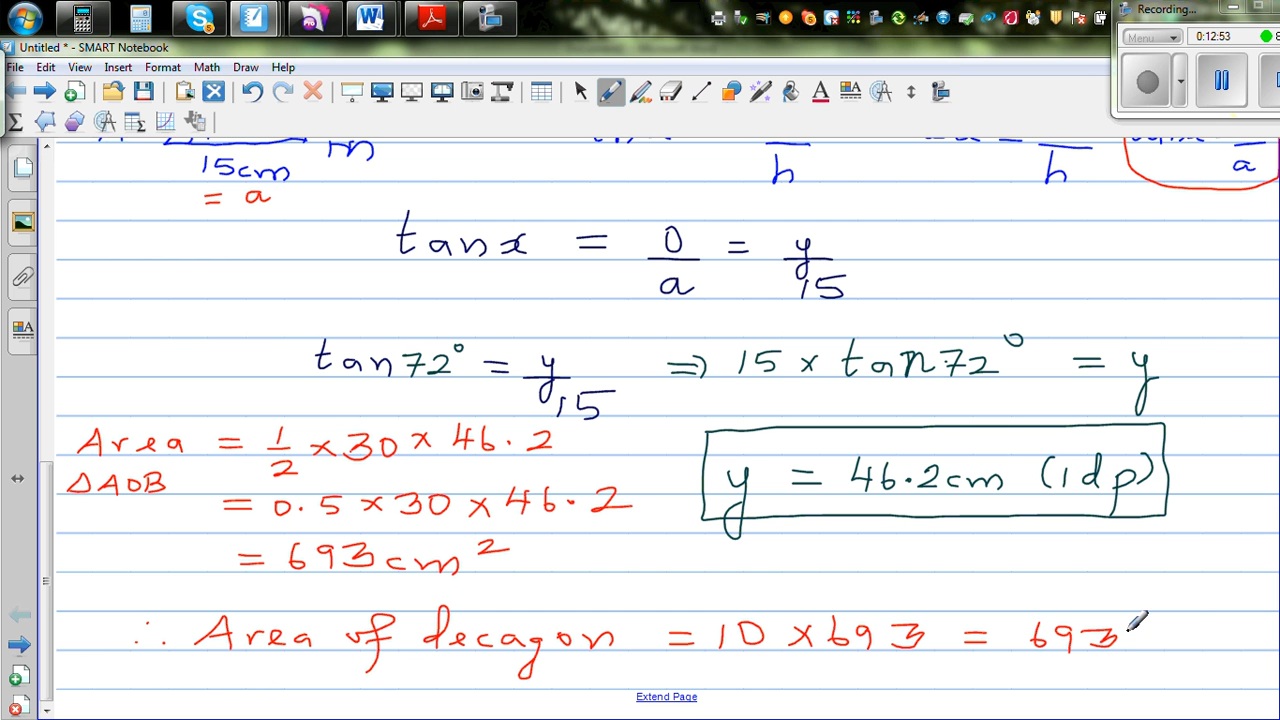 Recording...
Menu
0:12:53
Untitled * - SMART Notebook
File Edit View Insert Format Math Draw Help
15cm m
= a
h
h
a
tan x = 0/a = y/15
tan 72° = y/15 ⇒ 15 × tan 72° = y
Area = 1/2 × 30 × 46.2
△AOB
= 0.5 × 30 × 46.2
= 693 cm²
y = 46.2cm (1dp)
∴ Area of decagon = 10 × 693 = 693
Extend Page